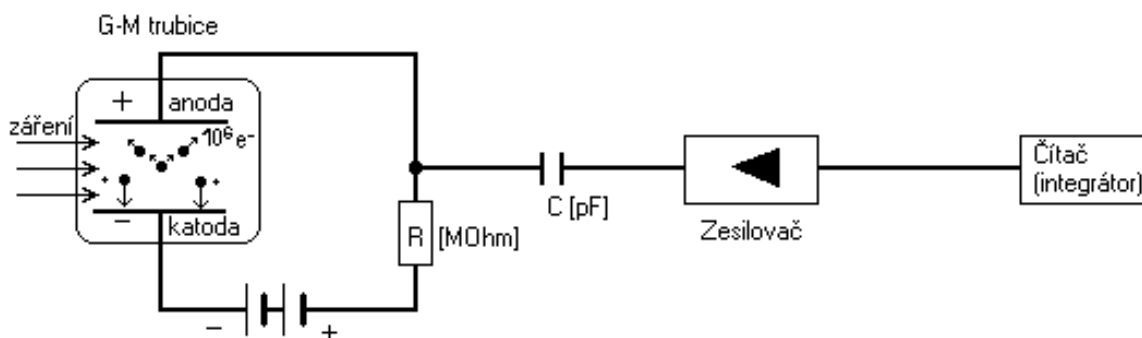 G-M trubice
+ anoda
záření
10⁶e⁻
+ +
− katoda
R [MOhm]
− +
C [pF]
Zesilovač
Čítač
(integrátor)